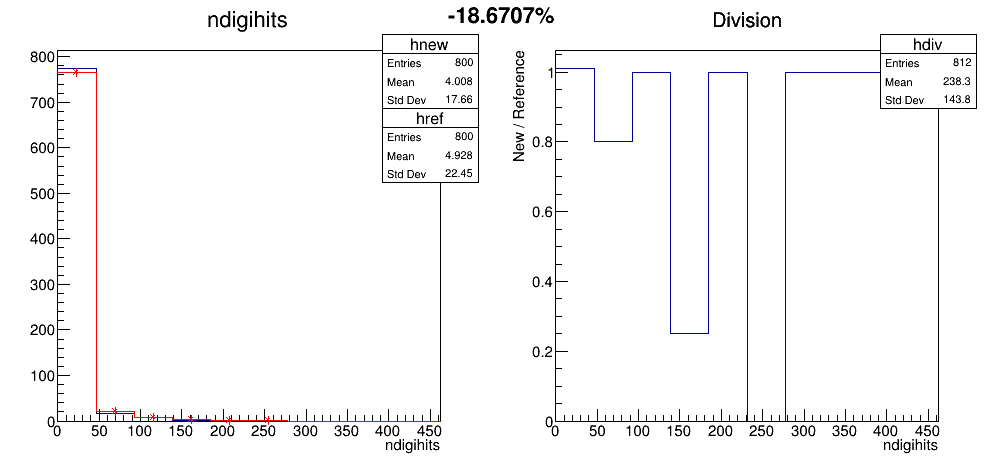 -18.6707%
ndigihits
hnew
Entries 800
Mean 4.008
Std Dev 17.66
href
Entries 800
Mean 4.928
Std Dev 22.45
800
700
600
500
400
300
200
100
0
0 50 100 150 200 250 300 350 400 450
ndigihits
Division
hdiv
Entries 812
Mean 238.3
Std Dev 143.8
New / Reference
1
0.8
0.6
0.4
0.2
0
0 50 100 150 200 250 300 350 400 450
ndigihits